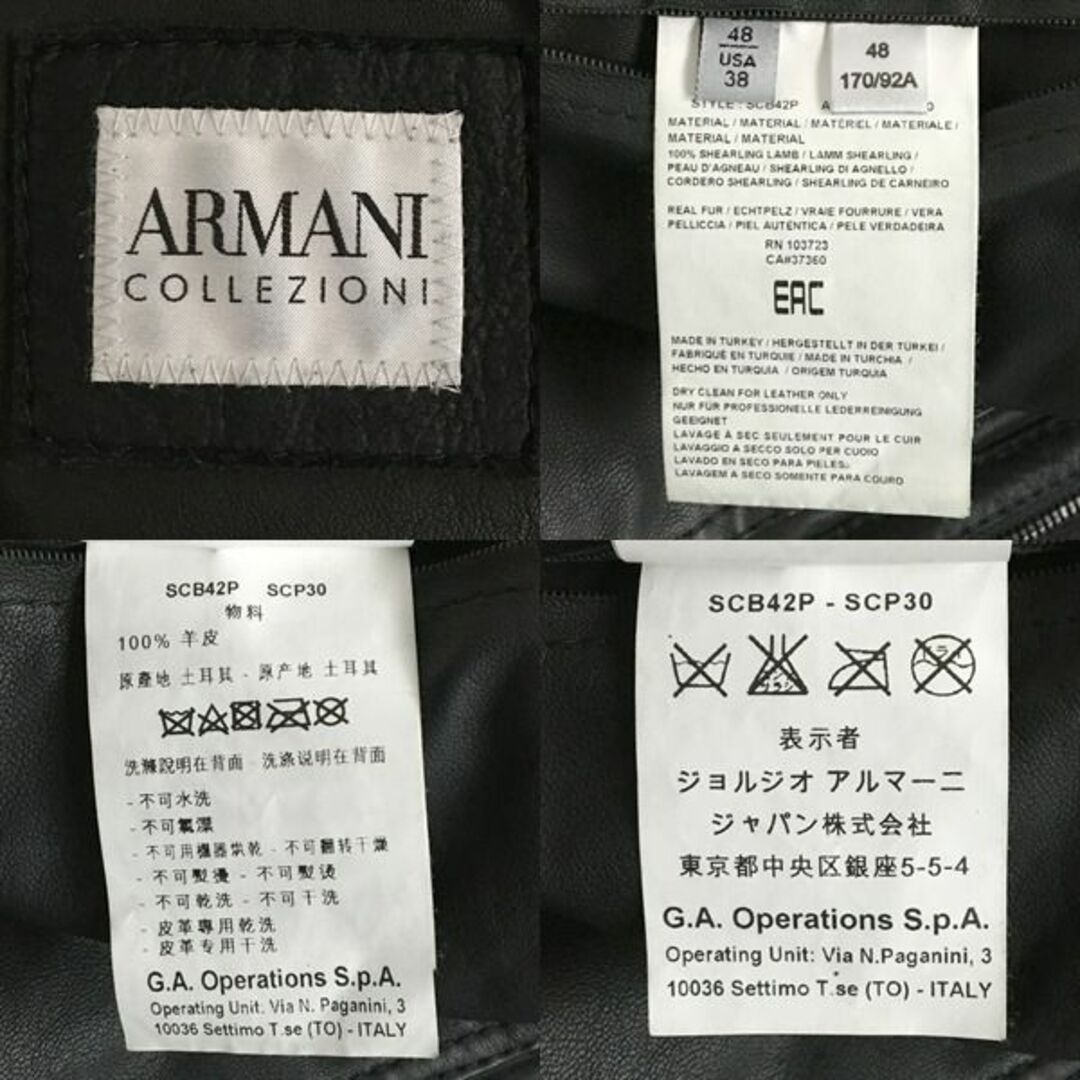 ARMANI
COLLEZIONI
48
USA
38
48
170/92A
STYLE : SCB42P
MATERIAL / MATERIAL / MATÉRIEL / MATERIALE /
MATERIAL / MATERIAL
100% SHEARLING LAMB / LAMM SHEARLING /
PEAU D'AGNEAU / SHEARLING DI AGNELLO /
CORDERO SHEARLING / SHEARLING DE CARNEIRO
REAL FUR / ECHTPELZ / VRAIE FOURRURE / VERA
PELLICCIA / PIEL AUTÉNTICA / PELE VERDADEIRA
RN 103723
CA#37360
EAC
MADE IN TURKEY / HERGESTELLT IN DER TÜRKEI /
FABRIQUÉ EN TURQUIE / MADE IN TURCHIA /
HECHO EN TURQUIA / ORIGEM TURQUIA
DRY CLEAN FOR LEATHER ONLY
NUR FÜR PROFESSIONELLE LEDERREINIGUNG
GEEIGNET
LAVAGE À SEC SEULEMENT POUR LE CUIR
LAVAGGIO A SECCO SOLO PER CUOIO
LAVADO EN SECO PARA PIELES.
LAVAGEM A SECO SOMENTE PARA COURO
SCB42P SCP30
物料
100% 羊皮
原產地 土耳其 - 原产地 土耳其
洗滌說明在背面 - 洗涤说明在背面
- 不可水洗
- 不可氯漂
- 不可用機器烘乾 - 不可翻转干燥
- 不可熨燙 - 不可熨烫
- 不可乾洗 - 不可干洗
- 皮革專用乾洗
- 皮革专用干洗
G.A. Operations S.p.A.
Operating Unit: Via N. Paganini, 3
10036 Settimo T.se (TO) - ITALY
SCB42P - SCP30
表示者
ジョルジオ アルマーニ
ジャパン株式会社
東京都中央区銀座5-5-4
G.A. Operations S.p.A.
Operating Unit: Via N.Paganini, 3
10036 Settimo T.se (TO) - ITALY